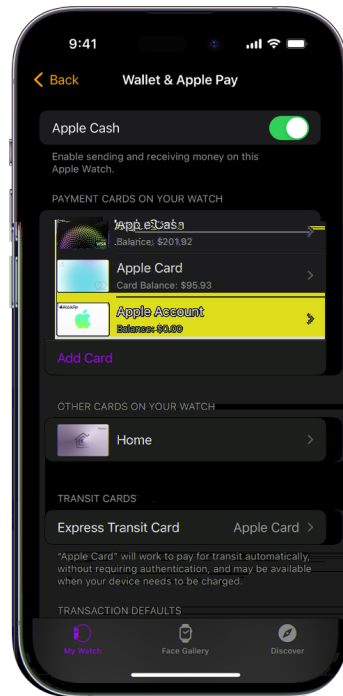 9:41
Back
Wallet & Apple Pay
Apple Cash
Enable sending and receiving money on this
Apple Watch.
PAYMENT CARDS ON YOUR WATCH
Apple Cash
VISA
Balance: $201.92
Apple Card
Card Balance: $95.93
Apple Account
Balance: $0.00
Add Card
OTHER CARDS ON YOUR WATCH
Home
TRANSIT CARDS
Express Transit Card
Apple Card
"Apple Card" will work to pay for transit automatically,
without requiring authentication, and may be available
when your device needs to be charged.
TRANSACTION DEFAULTS
My Watch
Face Gallery
Discover